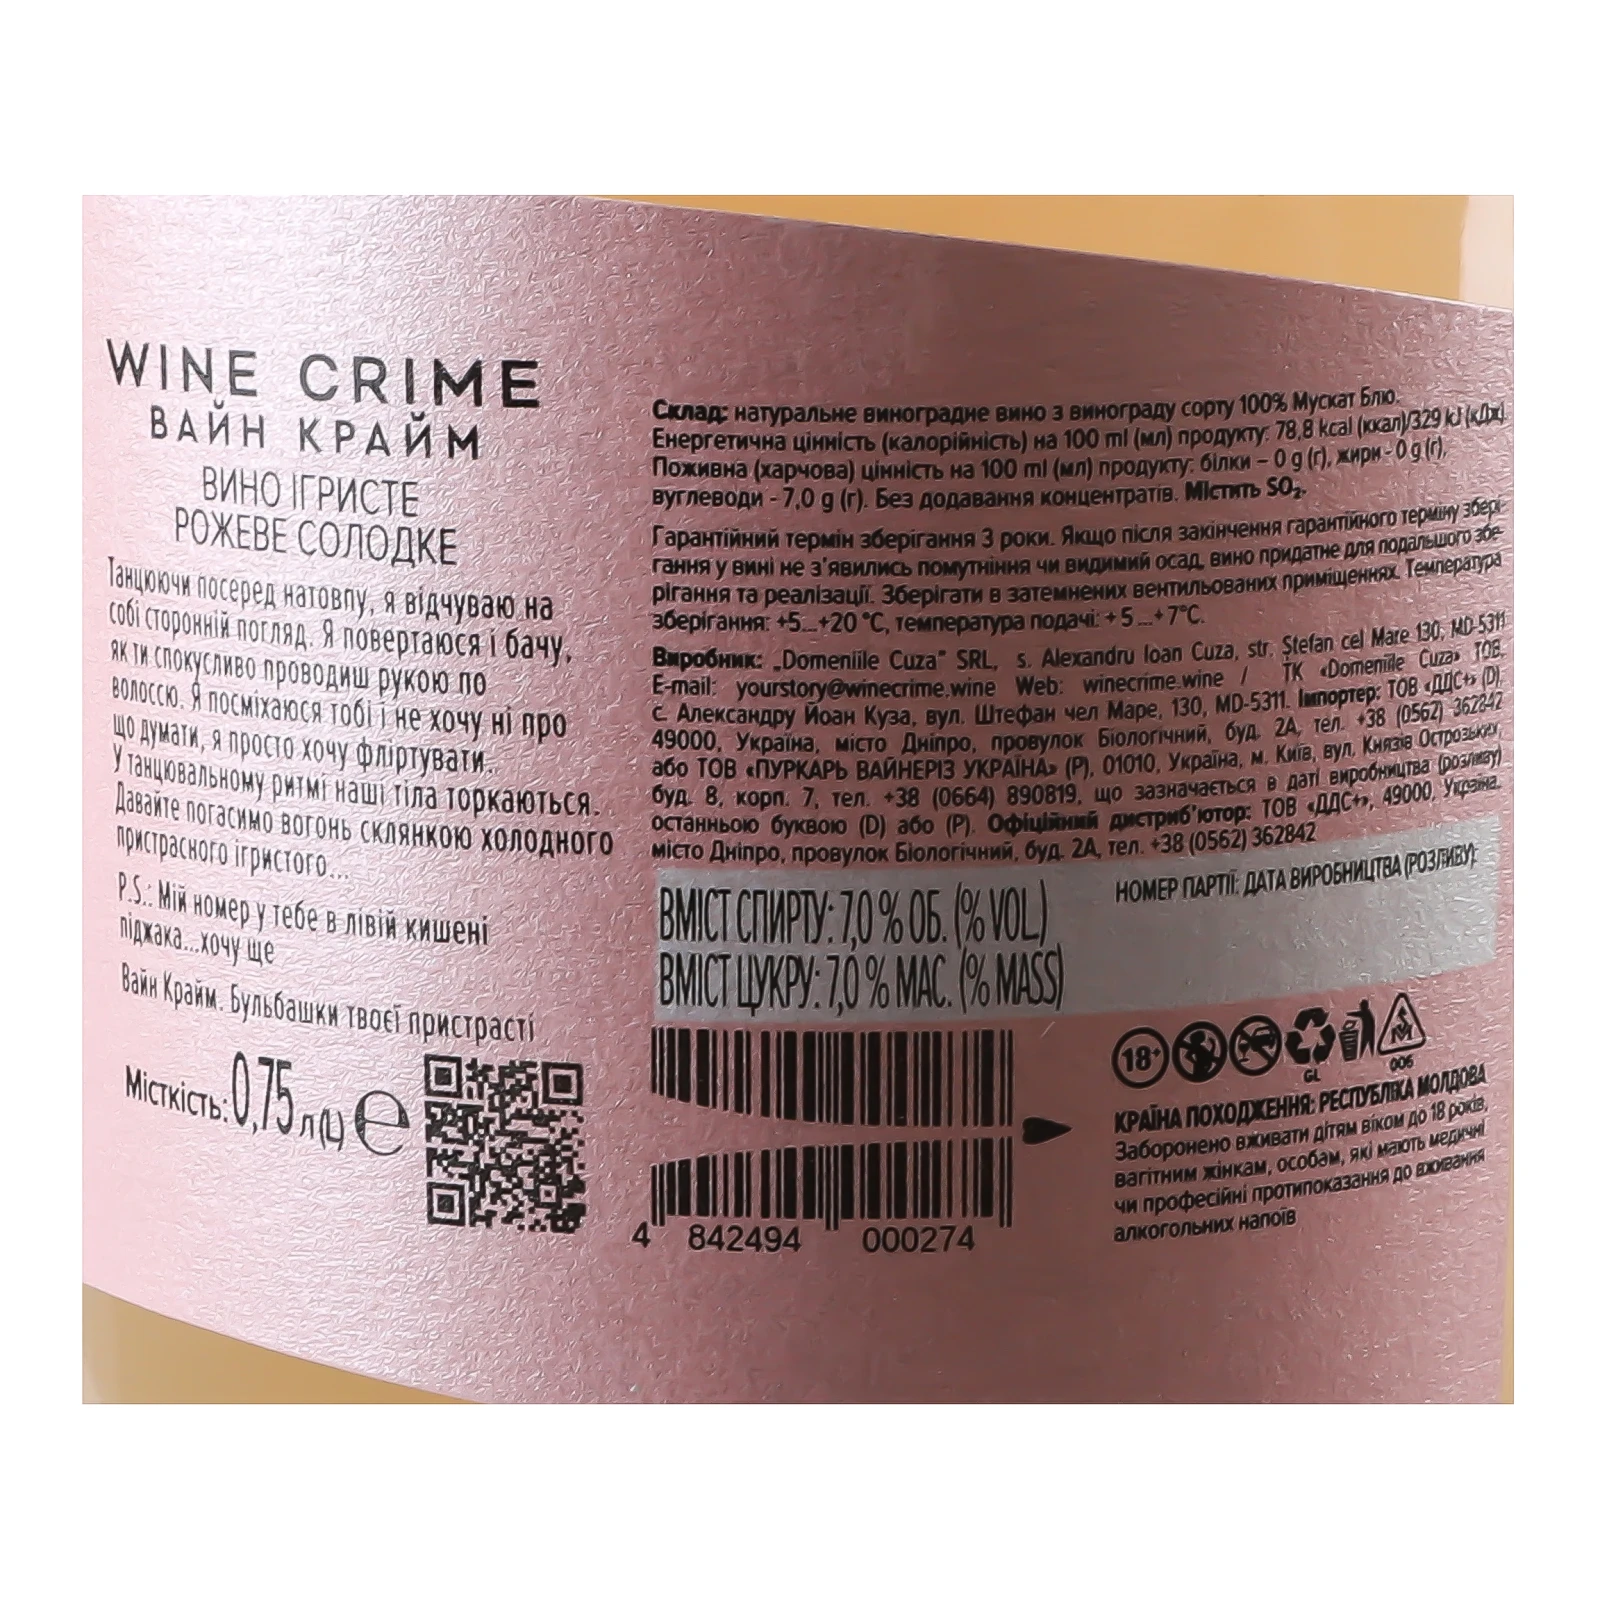 WINE CRIME
ВАЙН КРАЙМ
ВИНО ІГРИСТЕ
РОЖЕВЕ СОЛОДКЕ
Танцюючи посеред натовпу, я відчуваю на
собі сторонній погляд. Я повертаюся і бачу,
як ти спокусливо проводиш рукою по
волоссю. Я посміхаюся тобі і не хочу ні про
що думати, я просто хочу фліртувати.
У танцювальному ритмі наші тіла торкаються.
Давайте погасимо вогонь склянкою холодного
пристрасного ігристого...
P.S.: Мій номер у тебе в лівій кишені
піджака...хочу ще
Вайн Крайм. Бульбашки твоєї пристрасті
Місткість: 0,75 л (L) e
Склад: натуральне виноградне вино з винограду сорту 100% Мускат Блю.
Енергетична цінність (калорійність) на 100 ml (мл) продукту: 78,8 kcal (ккал)/329 kJ (кДж)
Поживна (харчова) цінність на 100 ml (мл) продукту: білки – 0 g (г), жири - 0 g (г),
вуглеводи - 7,0 g (г). Без додавання концентратів. Містить SO₂.
Гарантійний термін зберігання 3 роки. Якщо після закінчення гарантійного терміну збері-
гання у вині не з'явились помутніння чи видимий осад, вино придатне для подальшого збе-
рігання та реалізації. Зберігати в затемнених вентильованих приміщеннях. Температура
зберігання: +5...+20 °C, температура подачі: + 5 ...+ 7°C.
Виробник: „Domeniile Cuza" SRL, s. Alexandru Ioan Cuza, str. Ștefan cel Mare 130, MD-5311
E-mail: yourstory@winecrime.wine Web: winecrime.wine / ТК «Domeniile Cuza» ТОВ,
с. Александру Йоан Куза, вул. Штефан чел Маре, 130, MD-5311. Імпортер: ТОВ «ДДС+» (D),
49000, Україна, місто Дніпро, провулок Біологічний, буд. 2А, тел. +38 (0562) 362842
або ТОВ «ПУРКАРЬ ВАЙНЕРІЗ УКРАЇНА» (Р), 01010, Україна, м. Київ, вул. Князів Острозьких,
буд. 8, корп. 7, тел. +38 (0664) 890819, що зазначається в даті виробництва (розливу)
останньою буквою (D) або (Р). Офіційний дистриб'ютор: ТОВ «ДДС+», 49000, Україна,
місто Дніпро, провулок Біологічний, буд. 2А, тел. +38 (0562) 362842
ВМІСТ СПИРТУ: 7,0 % ОБ. (% VOL)
ВМІСТ ЦУКРУ: 7,0 % МАС. (% MASS)
НОМЕР ПАРТІЇ: ДАТА ВИРОБНИЦТВА (РОЗЛИВУ):
18+
GL
006
КРАЇНА ПОХОДЖЕННЯ: РЕСПУБЛІКА МОЛДОВА
Заборонено вживати дітям віком до 18 років,
вагітним жінкам, особам, які мають медичні
чи професійні протипоказання до вживання
алкогольних напоїв
4 842494 000274